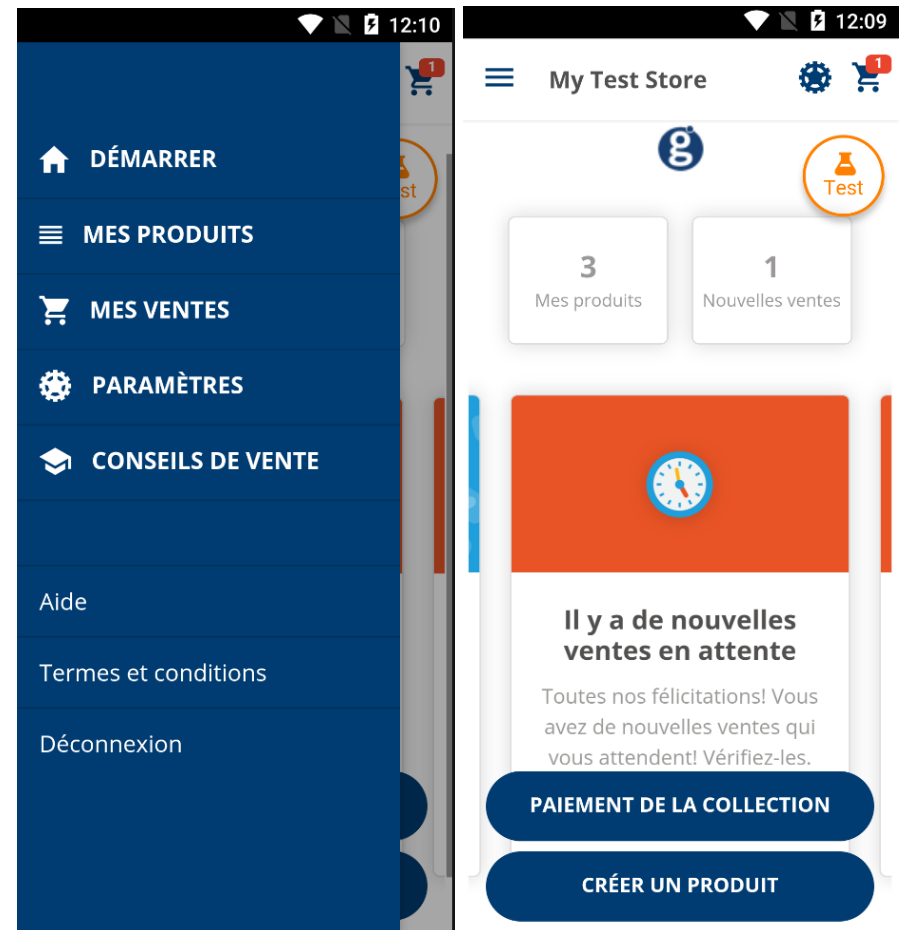 12:10
1
st
DÉMARRER
MES PRODUITS
MES VENTES
PARAMÈTRES
CONSEILS DE VENTE
Aide
Termes et conditions
Déconnexion
12:09
My Test Store
1
g
Test
3
Mes produits
1
Nouvelles ventes
Il y a de nouvelles
ventes en attente
Toutes nos félicitations! Vous
avez de nouvelles ventes qui
vous attendent! Vérifiez-les.
PAIEMENT DE LA COLLECTION
CRÉER UN PRODUIT